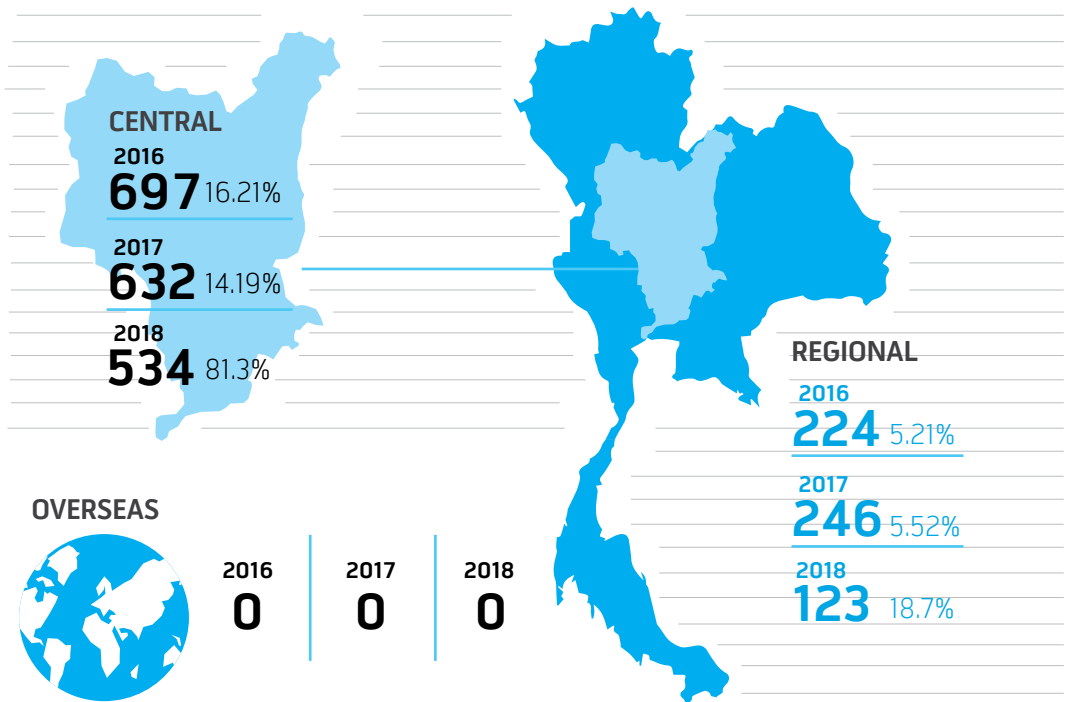 CENTRAL
2016
697 16.21%
2017
632 14.19%
2018
534 81.3%
REGIONAL
2016
224 5.21%
2017
246 5.52%
2018
123 18.7%
OVERSEAS
2016 2017 2018
0 0 0